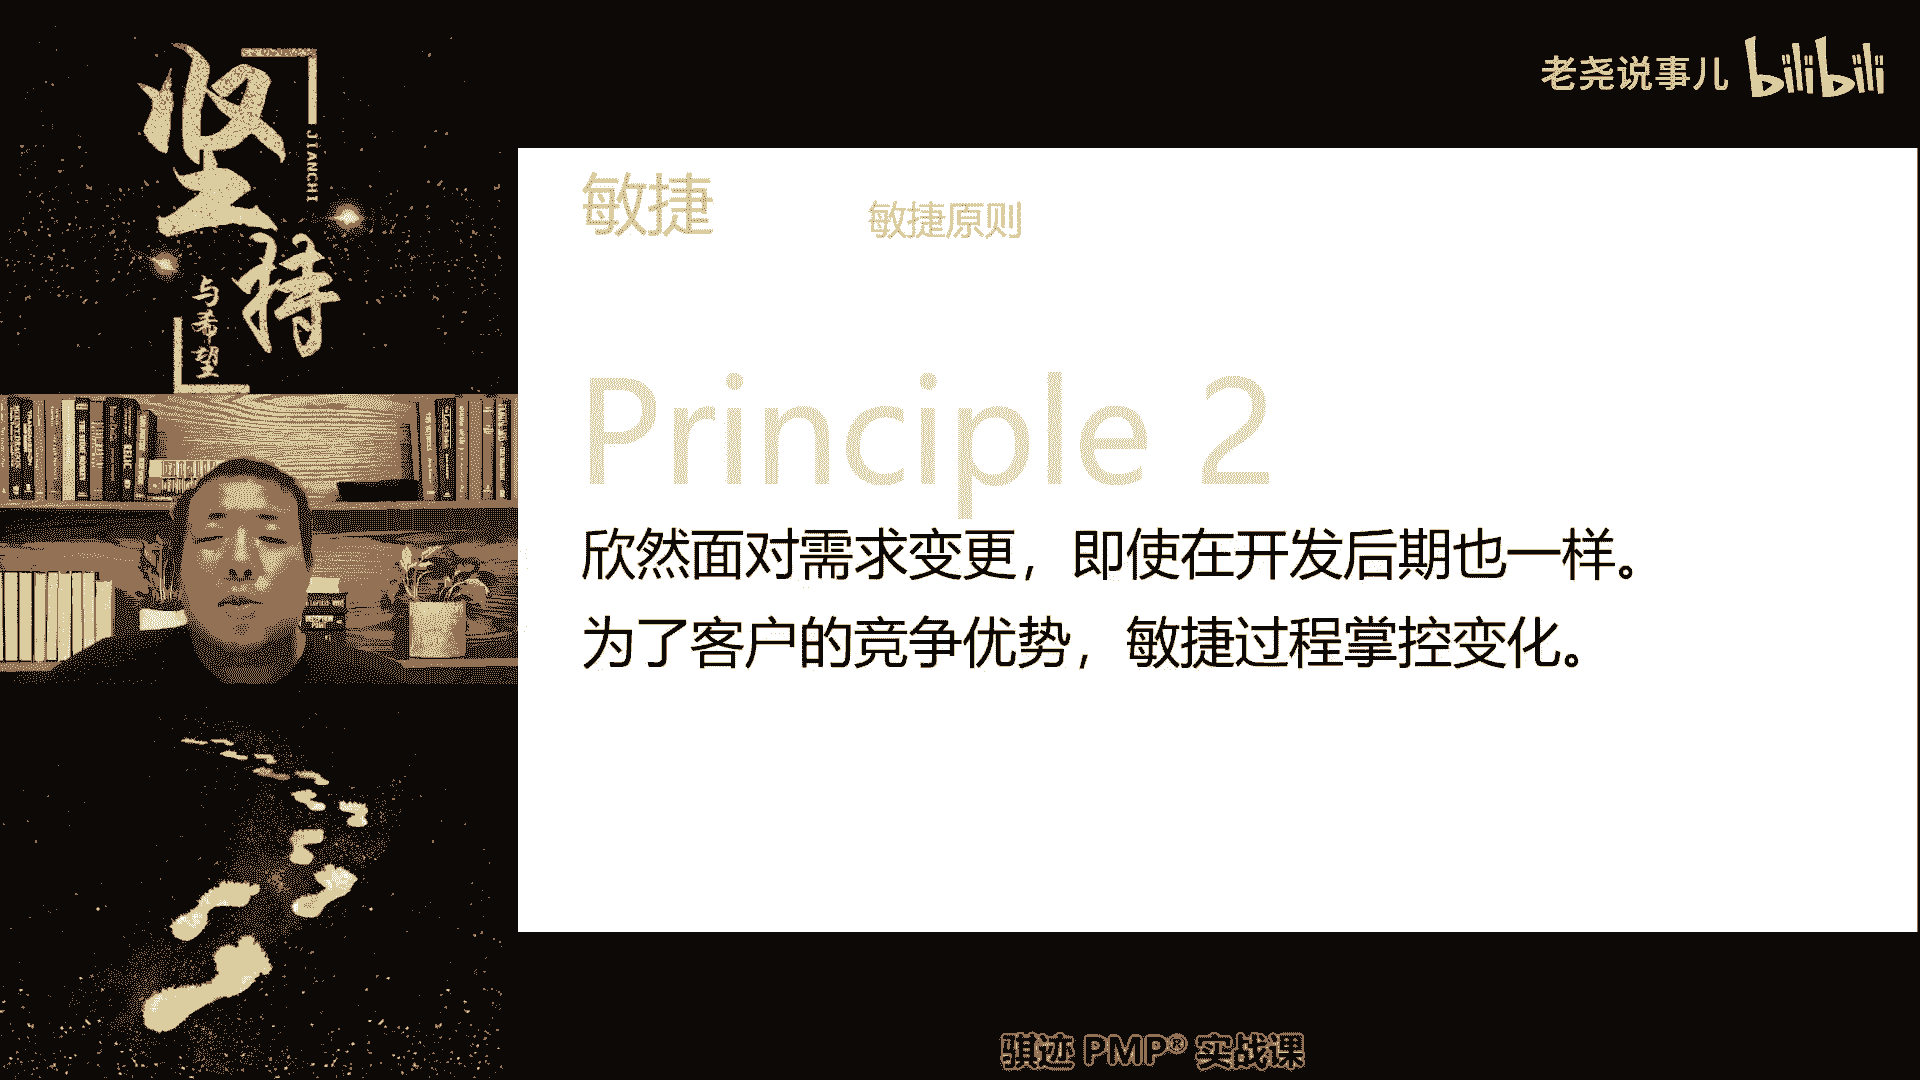 坚持
JIANCHI
与希望
老尧说事儿 bilibili
敏捷
敏捷原则
Principle 2
欣然面对需求变更，即使在开发后期也一样。
为了客户的竞争优势，敏捷过程掌控变化。
骐迹 PMP® 实战课